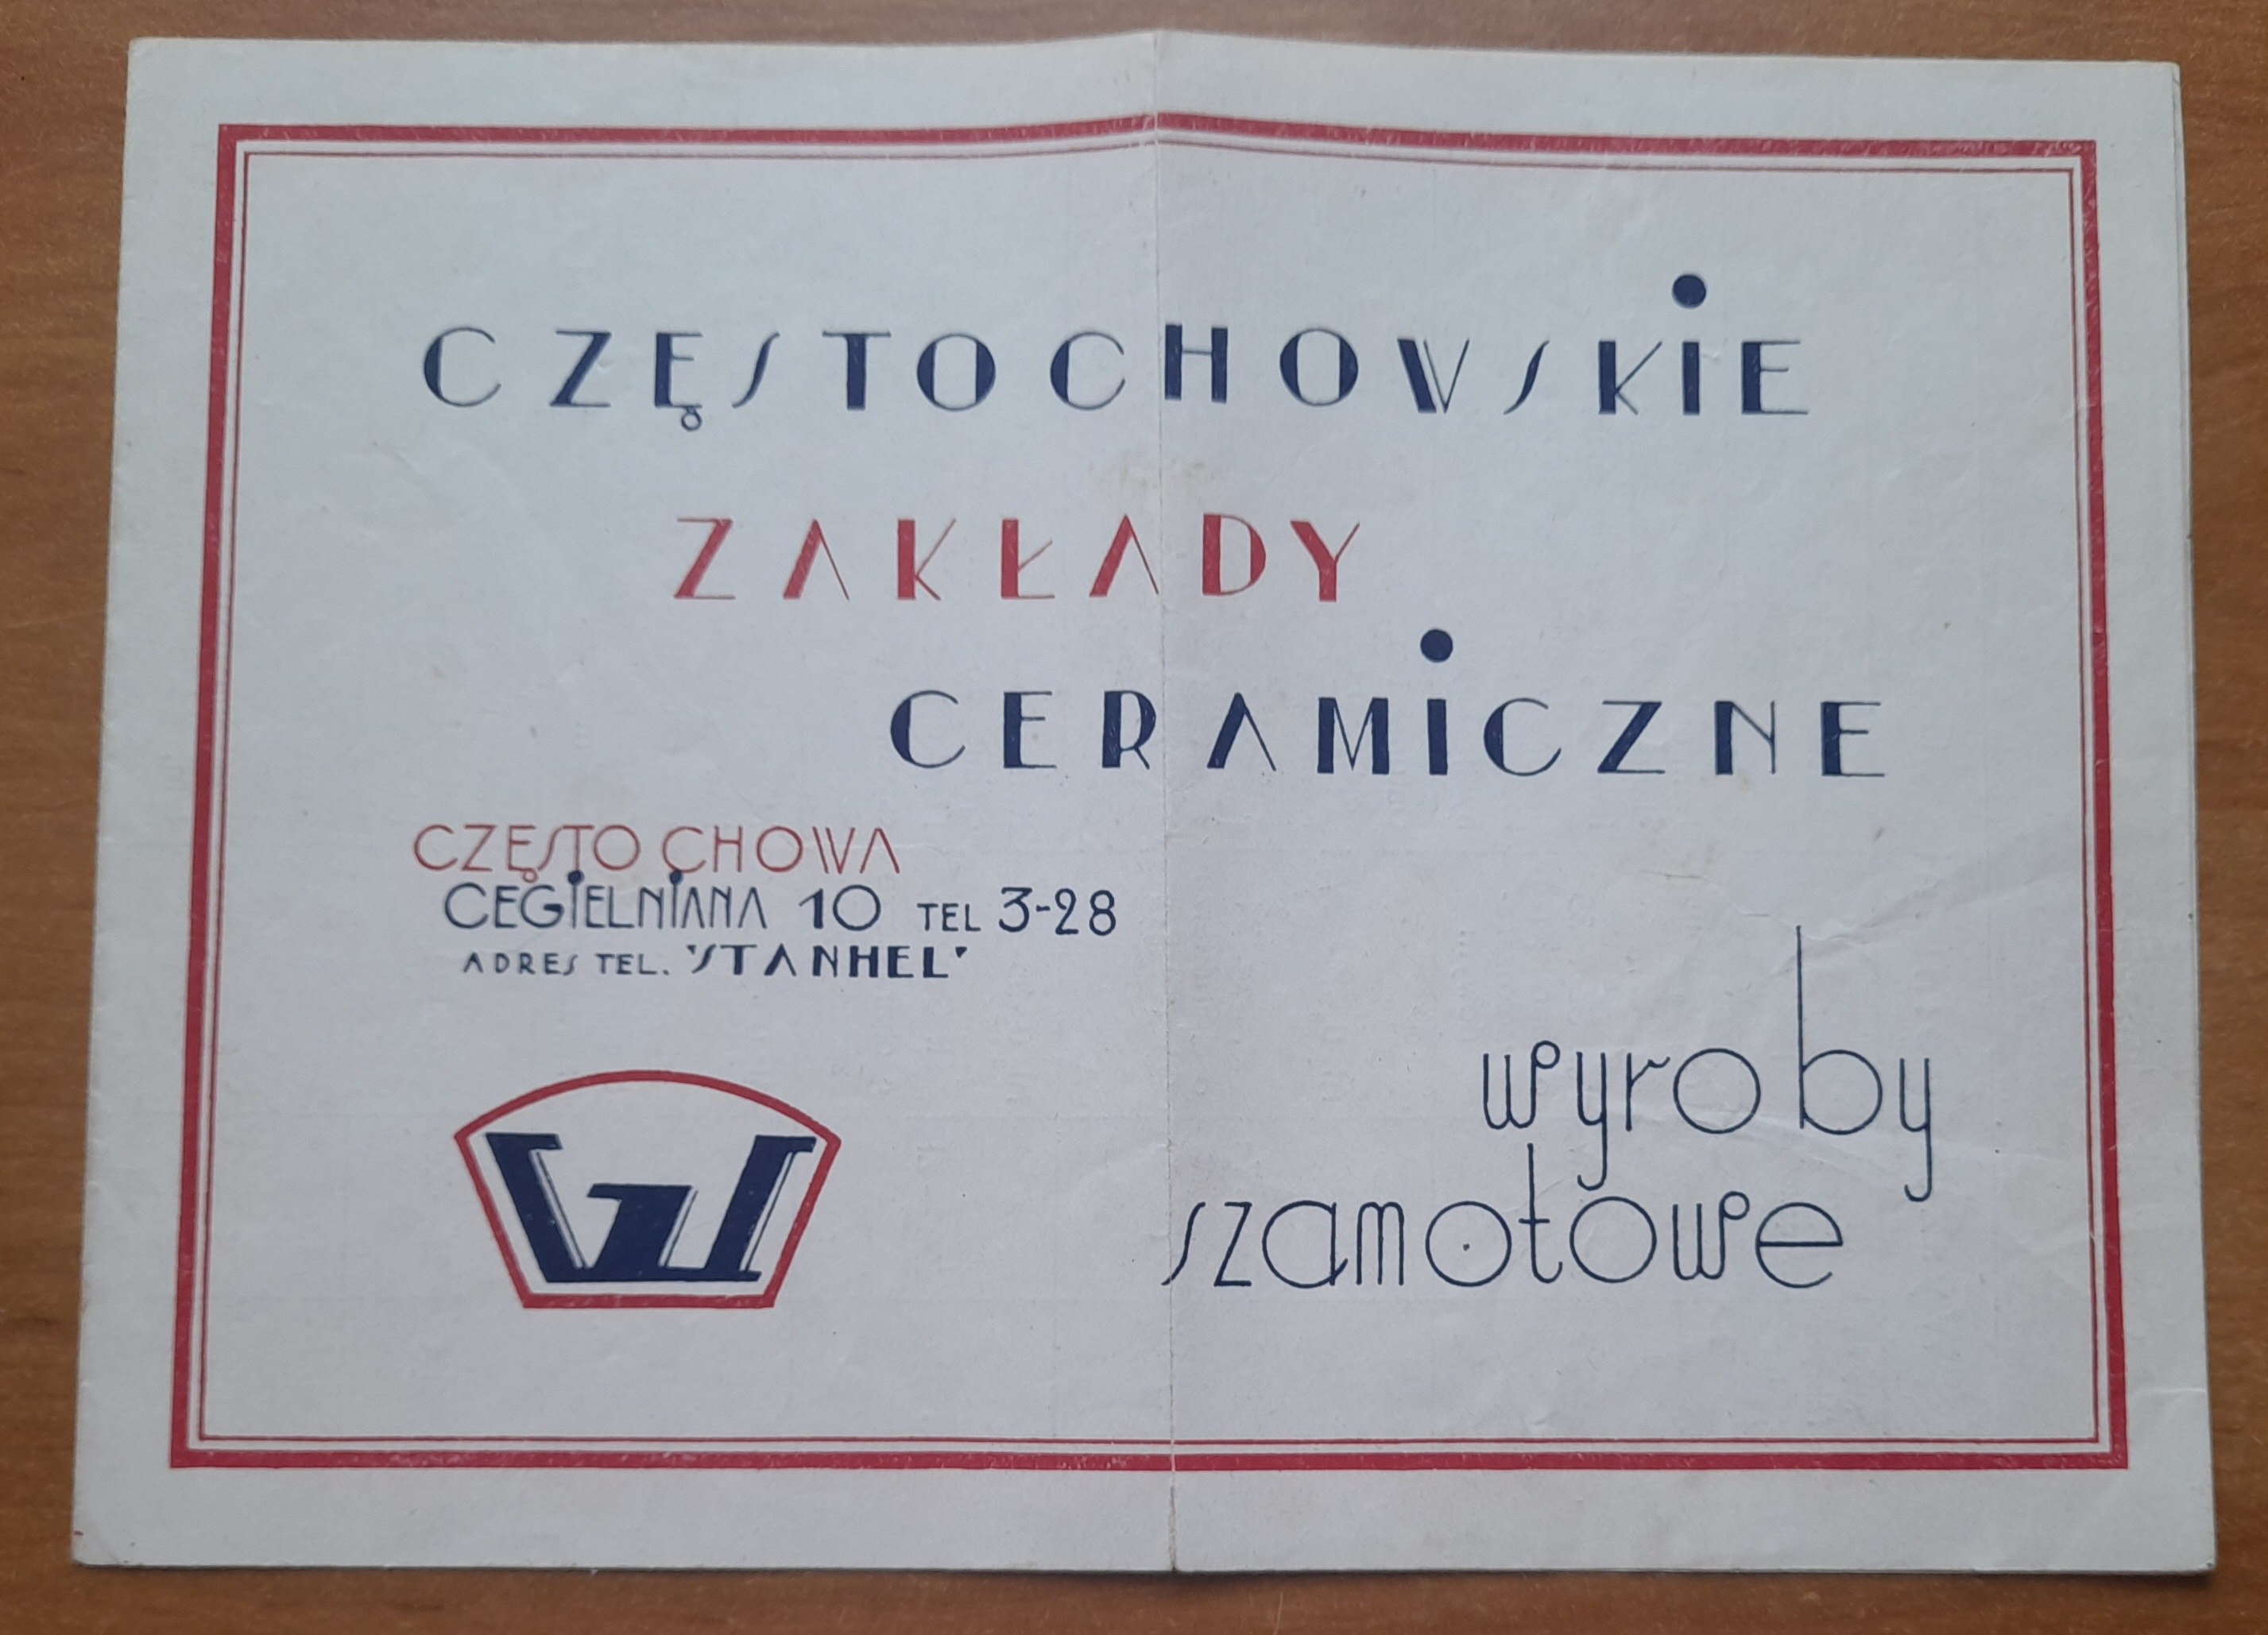 CZĘSTOCHOWSKIE
ZAKŁADY
CERAMICZNE
CZĘSTOCHOWA
CEGIELNIANA 10 TEL 3-28
ADRES TEL. "STANHEL"
W
wyroby
szamotowe